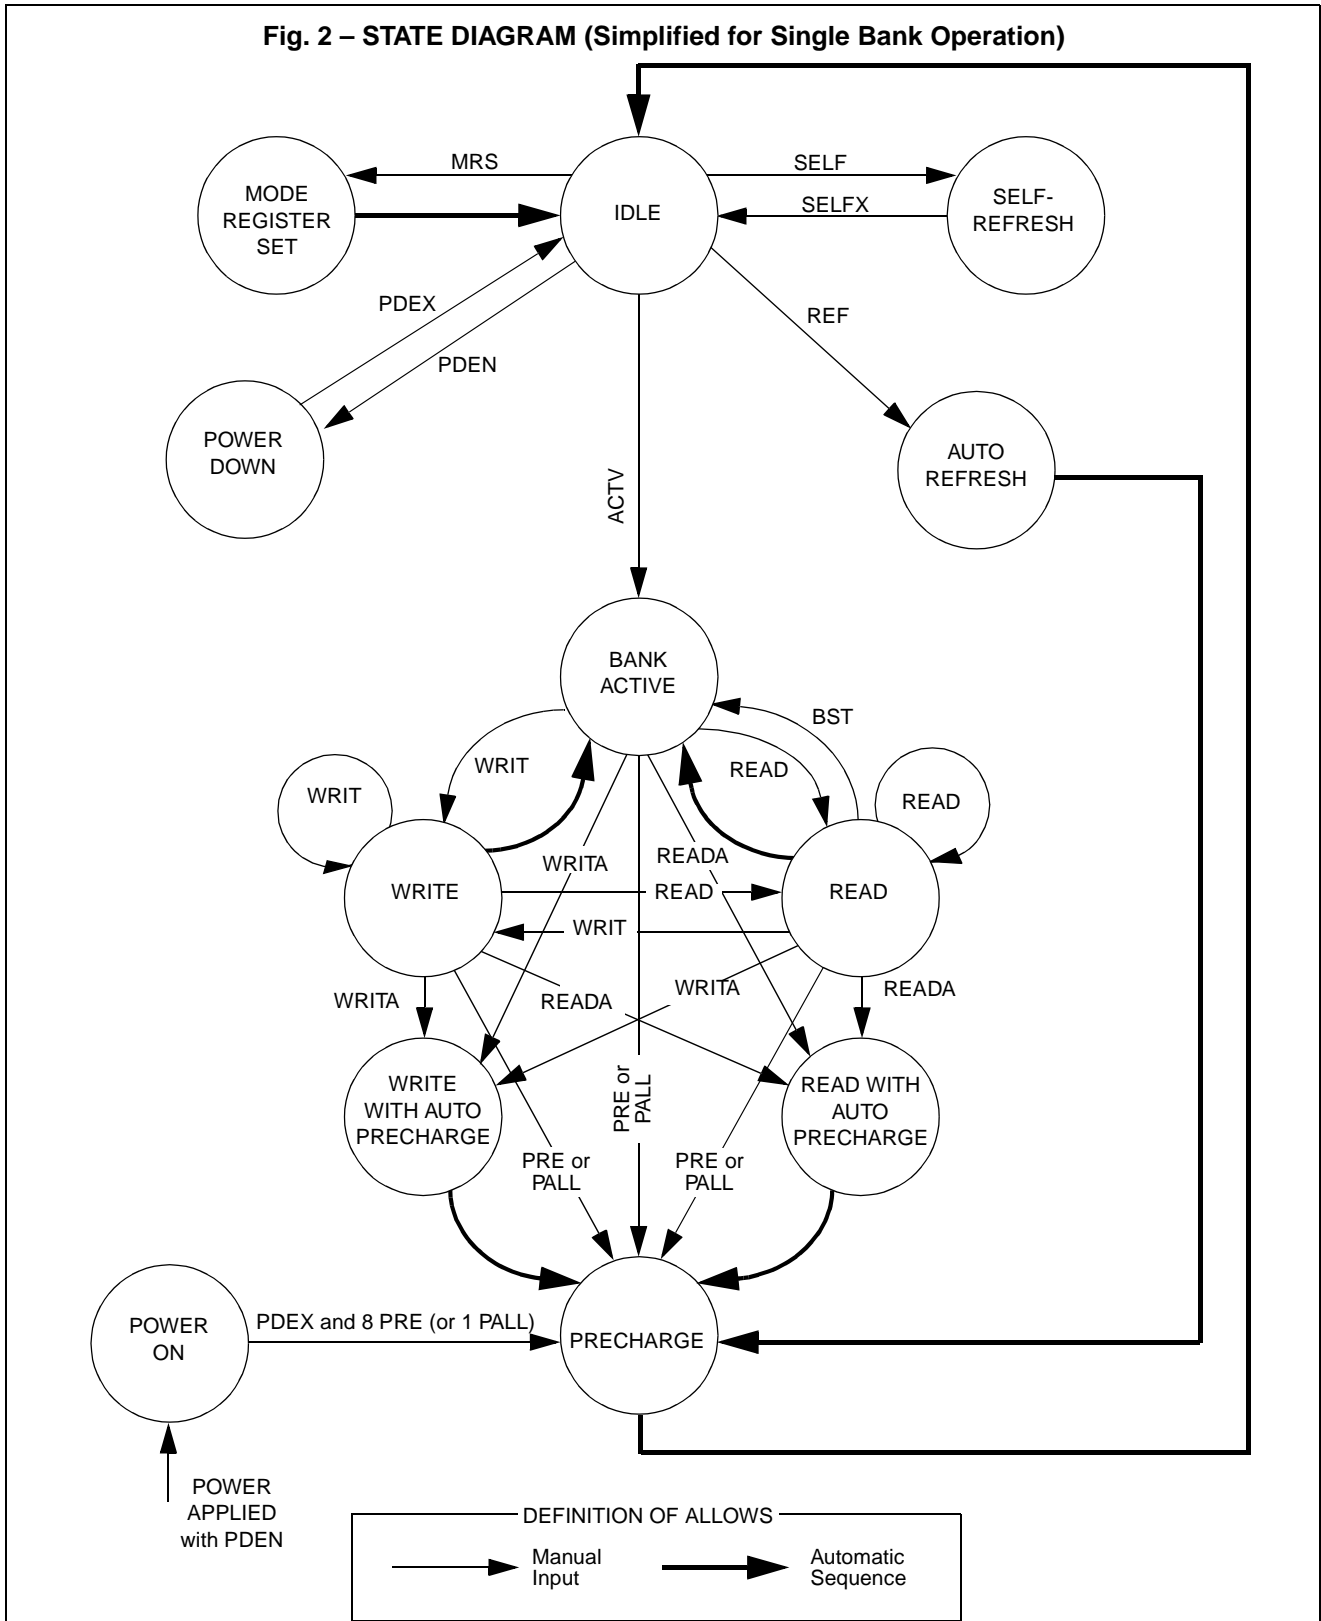 Fig. 2 – STATE DIAGRAM (Simplified for Single Bank Operation)
MRS
SELF
MODE
REGISTER
SET
IDLE
SELFX
SELF-
REFRESH
PDEX
REF
PDEN
POWER
DOWN
AUTO
REFRESH
ACTV
BANK
ACTIVE
BST
WRIT
READ
WRIT
READ
WRITA
READA
WRITE
READ
READ
WRIT
WRITA
READA
WRITA
READA
WRITE
WITH AUTO
PRECHARGE
PRE or
PALL
READ WITH
AUTO
PRECHARGE
PRE or
PALL
PRE or
PALL
POWER
ON
PDEX and 8 PRE (or 1 PALL)
PRECHARGE
POWER
APPLIED
with PDEN
DEFINITION OF ALLOWS
Manual
Input
Automatic
Sequence